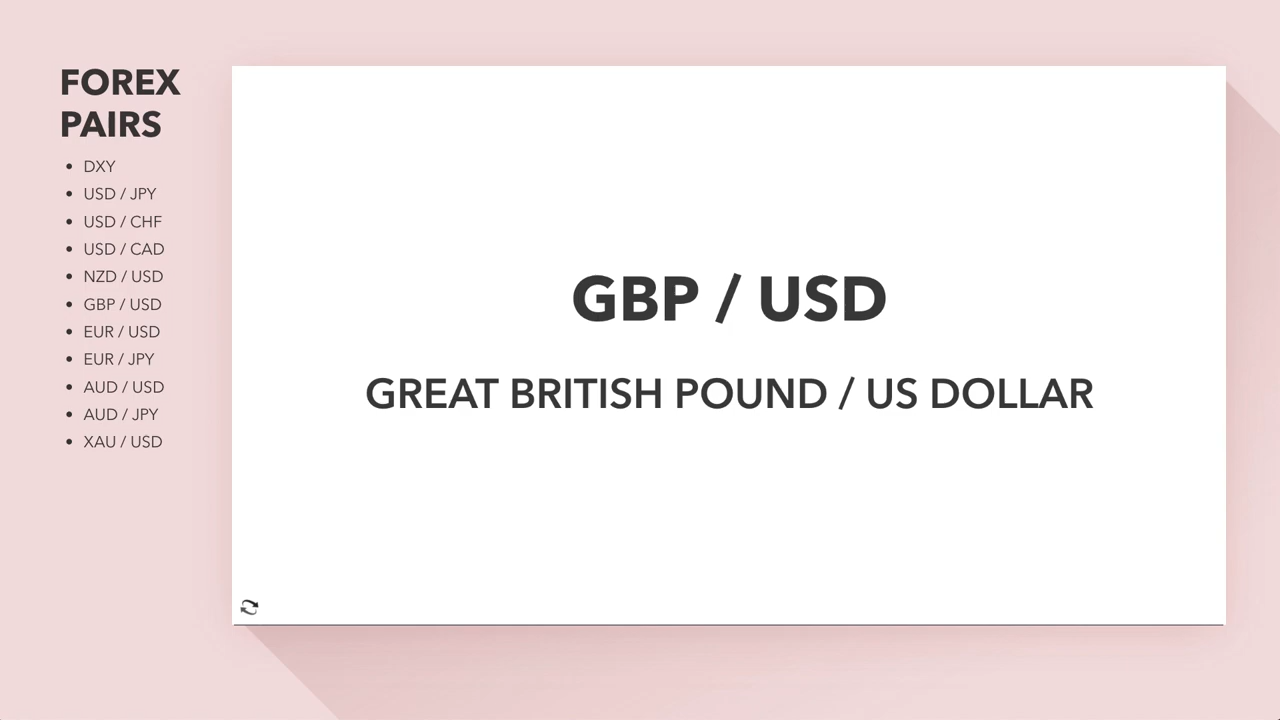 FOREX
PAIRS
• DXY
• USD / JPY
• USD / CHF
• USD / CAD
• NZD / USD
• GBP / USD
• EUR / USD
• EUR / JPY
• AUD / USD
• AUD / JPY
• XAU / USD
GBP / USD
GREAT BRITISH POUND / US DOLLAR